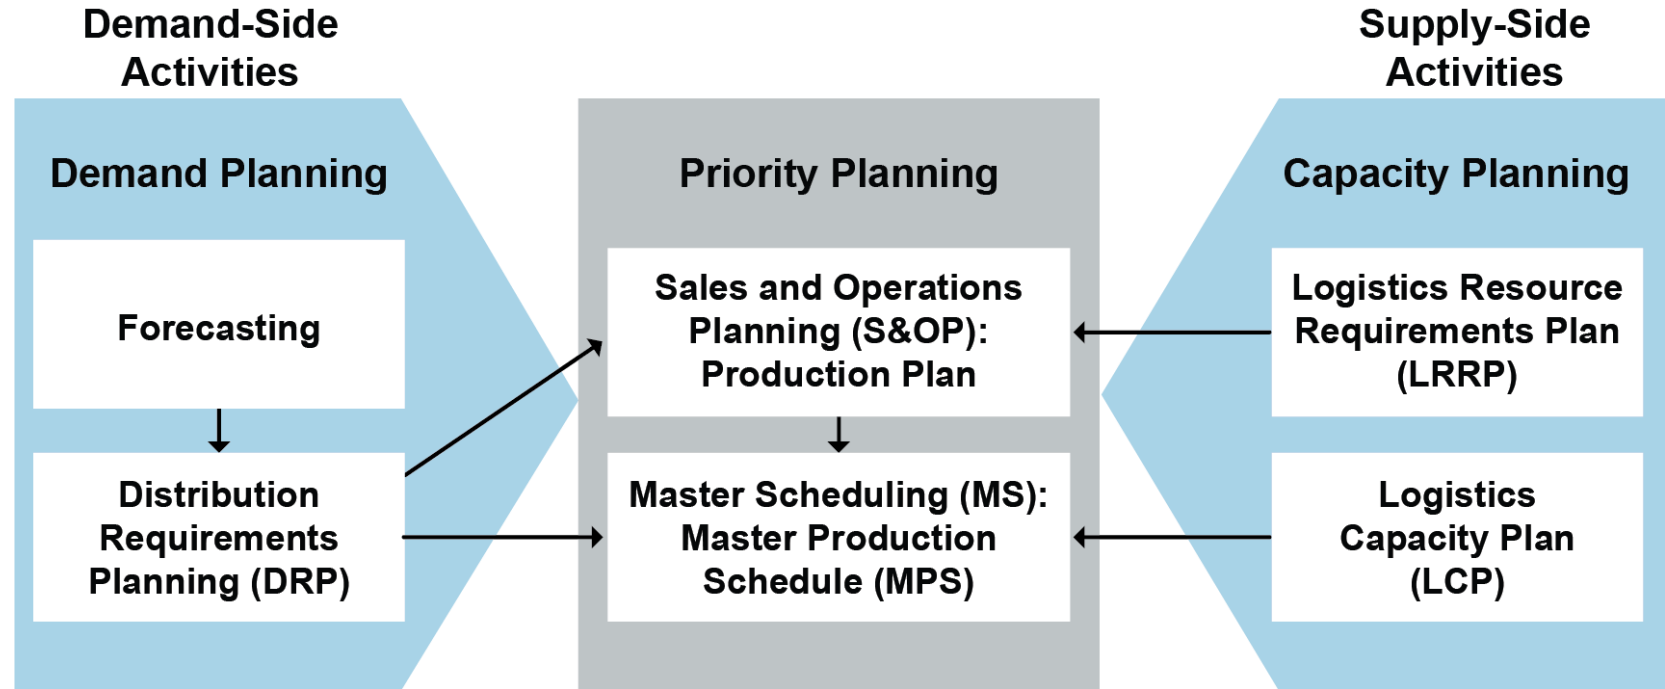 Demand-Side
Activities
Demand Planning
Forecasting
Distribution
Requirements
Planning (DRP)
Priority Planning
Sales and Operations
Planning (S&OP):
Production Plan
Master Scheduling (MS):
Master Production
Schedule (MPS)
Supply-Side
Activities
Capacity Planning
Logistics Resource
Requirements Plan
(LRRP)
Logistics
Capacity Plan
(LCP)